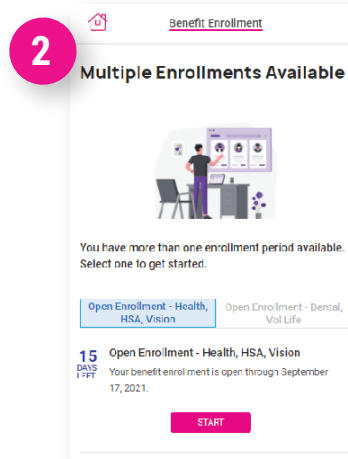 2
Benefit Enrollment
Multiple Enrollments Available
You have more than one enrollment period available.
Select one to get started.
Open Enrollment - Health,
HSA, Vision
Open Enrollment - Dental,
Vol Life
15
DAYS
LEFT
Open Enrollment - Health, HSA, Vision
Your benefit enrollment is open through September
17, 2021.
START